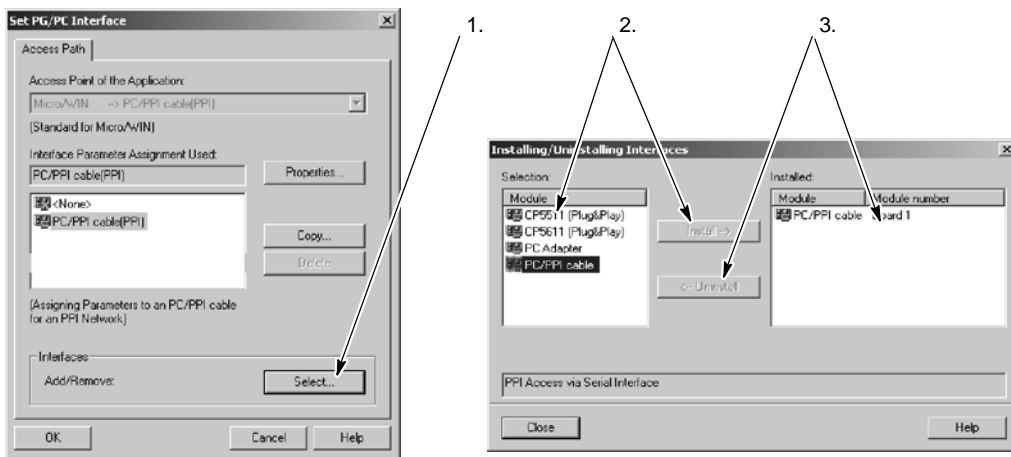 1.
2.
3.
Set PG/PC Interface
Access Path
Access Point of the Application:
Micro/WIN --> PC/PPI cable(PPI)
(Standard for Micro/WIN)
Interface Parameter Assignment Used:
PC/PPI cable(PPI)
Properties...
<None>
PC/PPI cable(PPI)
Copy...
Delete
(Assigning Parameters to an PC/PPI cable
for an PPI Network)
Interfaces
Add/Remove:
Select...
OK
Cancel
Help
Installing/Uninstalling Interfaces
Selection:
Installed:
Module
Module
Module number
CP5511 (Plug&Play)
CP5611 (Plug&Play)
PC Adapter
PC/PPI cable
Install -->
<-- Uninstall
PC/PPI cable
Board 1
PPI Access via Serial Interface
Close
Help